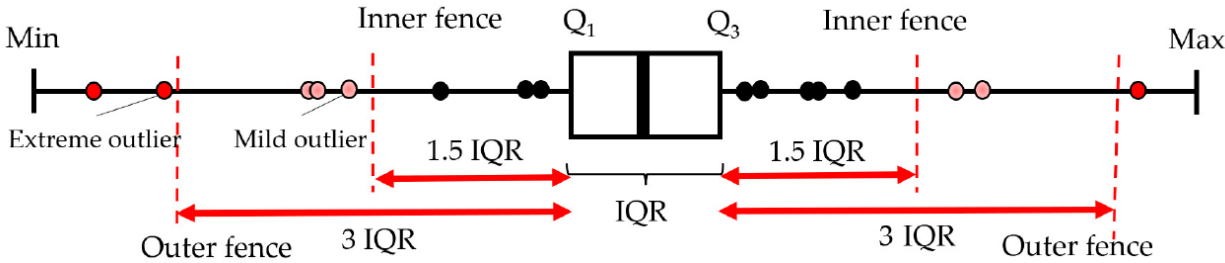 Min
Inner fence
Q1
Q3
Inner fence
Max
Extreme outlier
Mild outlier
1.5 IQR
1.5 IQR
IQR
Outer fence
3 IQR
3 IQR
Outer fence